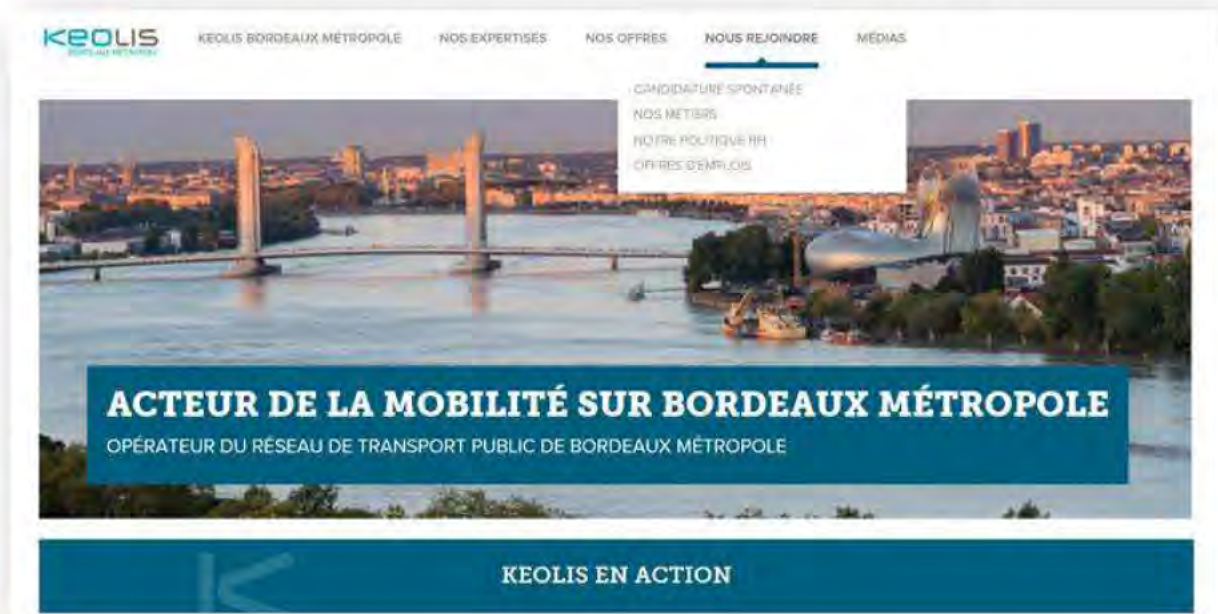 KEOLIS
BORDEAUX MÉTROPOLE
KEOLIS BORDEAUX MÉTROPOLE
NOS EXPERTISES
NOS OFFRES
NOUS REJOINDRE
MÉDIAS
CANDIDATURE SPONTANÉE
NOS MÉTIERS
NOTRE POLITIQUE RH
OFFRES D'EMPLOIS
ACTEUR DE LA MOBILITÉ SUR BORDEAUX MÉTROPOLE
OPÉRATEUR DU RÉSEAU DE TRANSPORT PUBLIC DE BORDEAUX MÉTROPOLE
KEOLIS EN ACTION